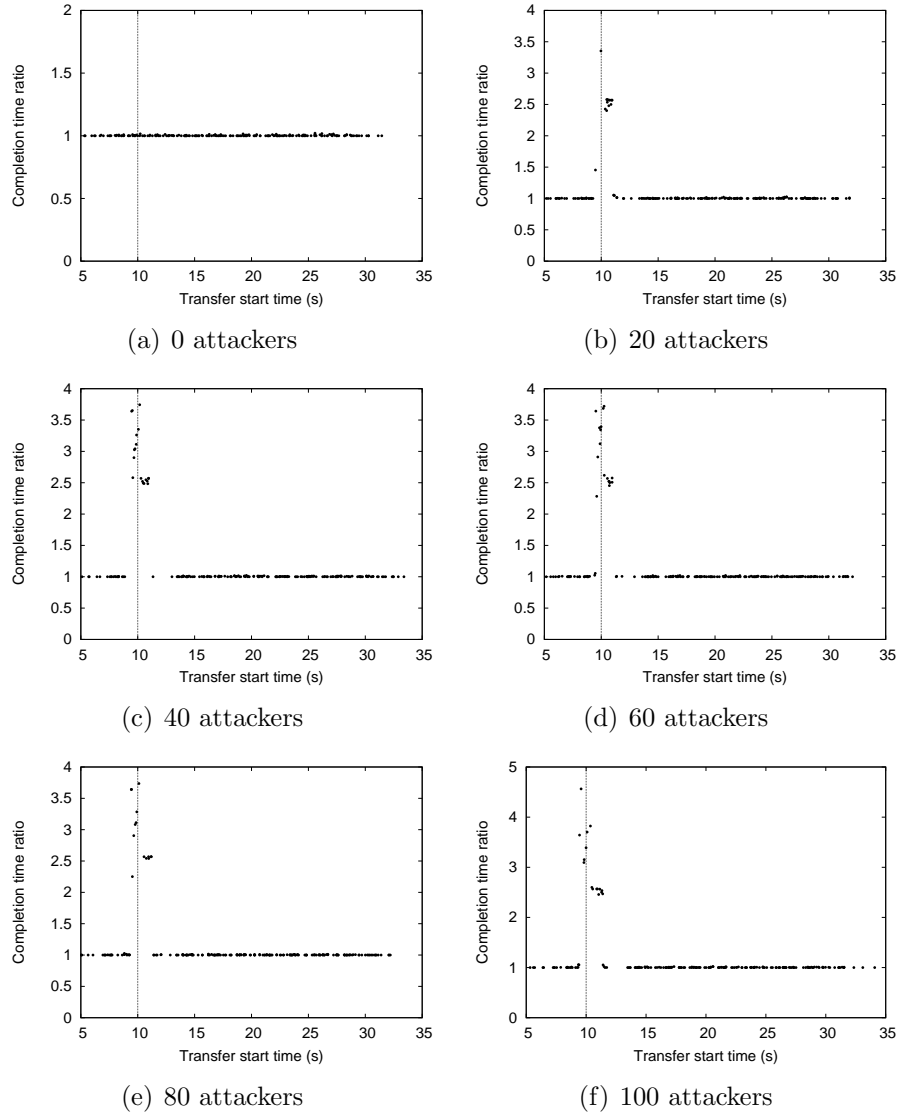 2
1.5
1
0.5
0
Completion time ratio
5 10 15 20 25 30 35
Transfer start time (s)
(a) 0 attackers
4
3.5
3
2.5
2
1.5
1
0.5
0
Completion time ratio
5 10 15 20 25 30 35
Transfer start time (s)
(b) 20 attackers
4
3.5
3
2.5
2
1.5
1
0.5
0
Completion time ratio
5 10 15 20 25 30 35
Transfer start time (s)
(c) 40 attackers
4
3.5
3
2.5
2
1.5
1
0.5
0
Completion time ratio
5 10 15 20 25 30 35
Transfer start time (s)
(d) 60 attackers
4
3.5
3
2.5
2
1.5
1
0.5
0
Completion time ratio
5 10 15 20 25 30 35
Transfer start time (s)
(e) 80 attackers
5
4
3
2
1
0
Completion time ratio
5 10 15 20 25 30 35
Transfer start time (s)
(f) 100 attackers